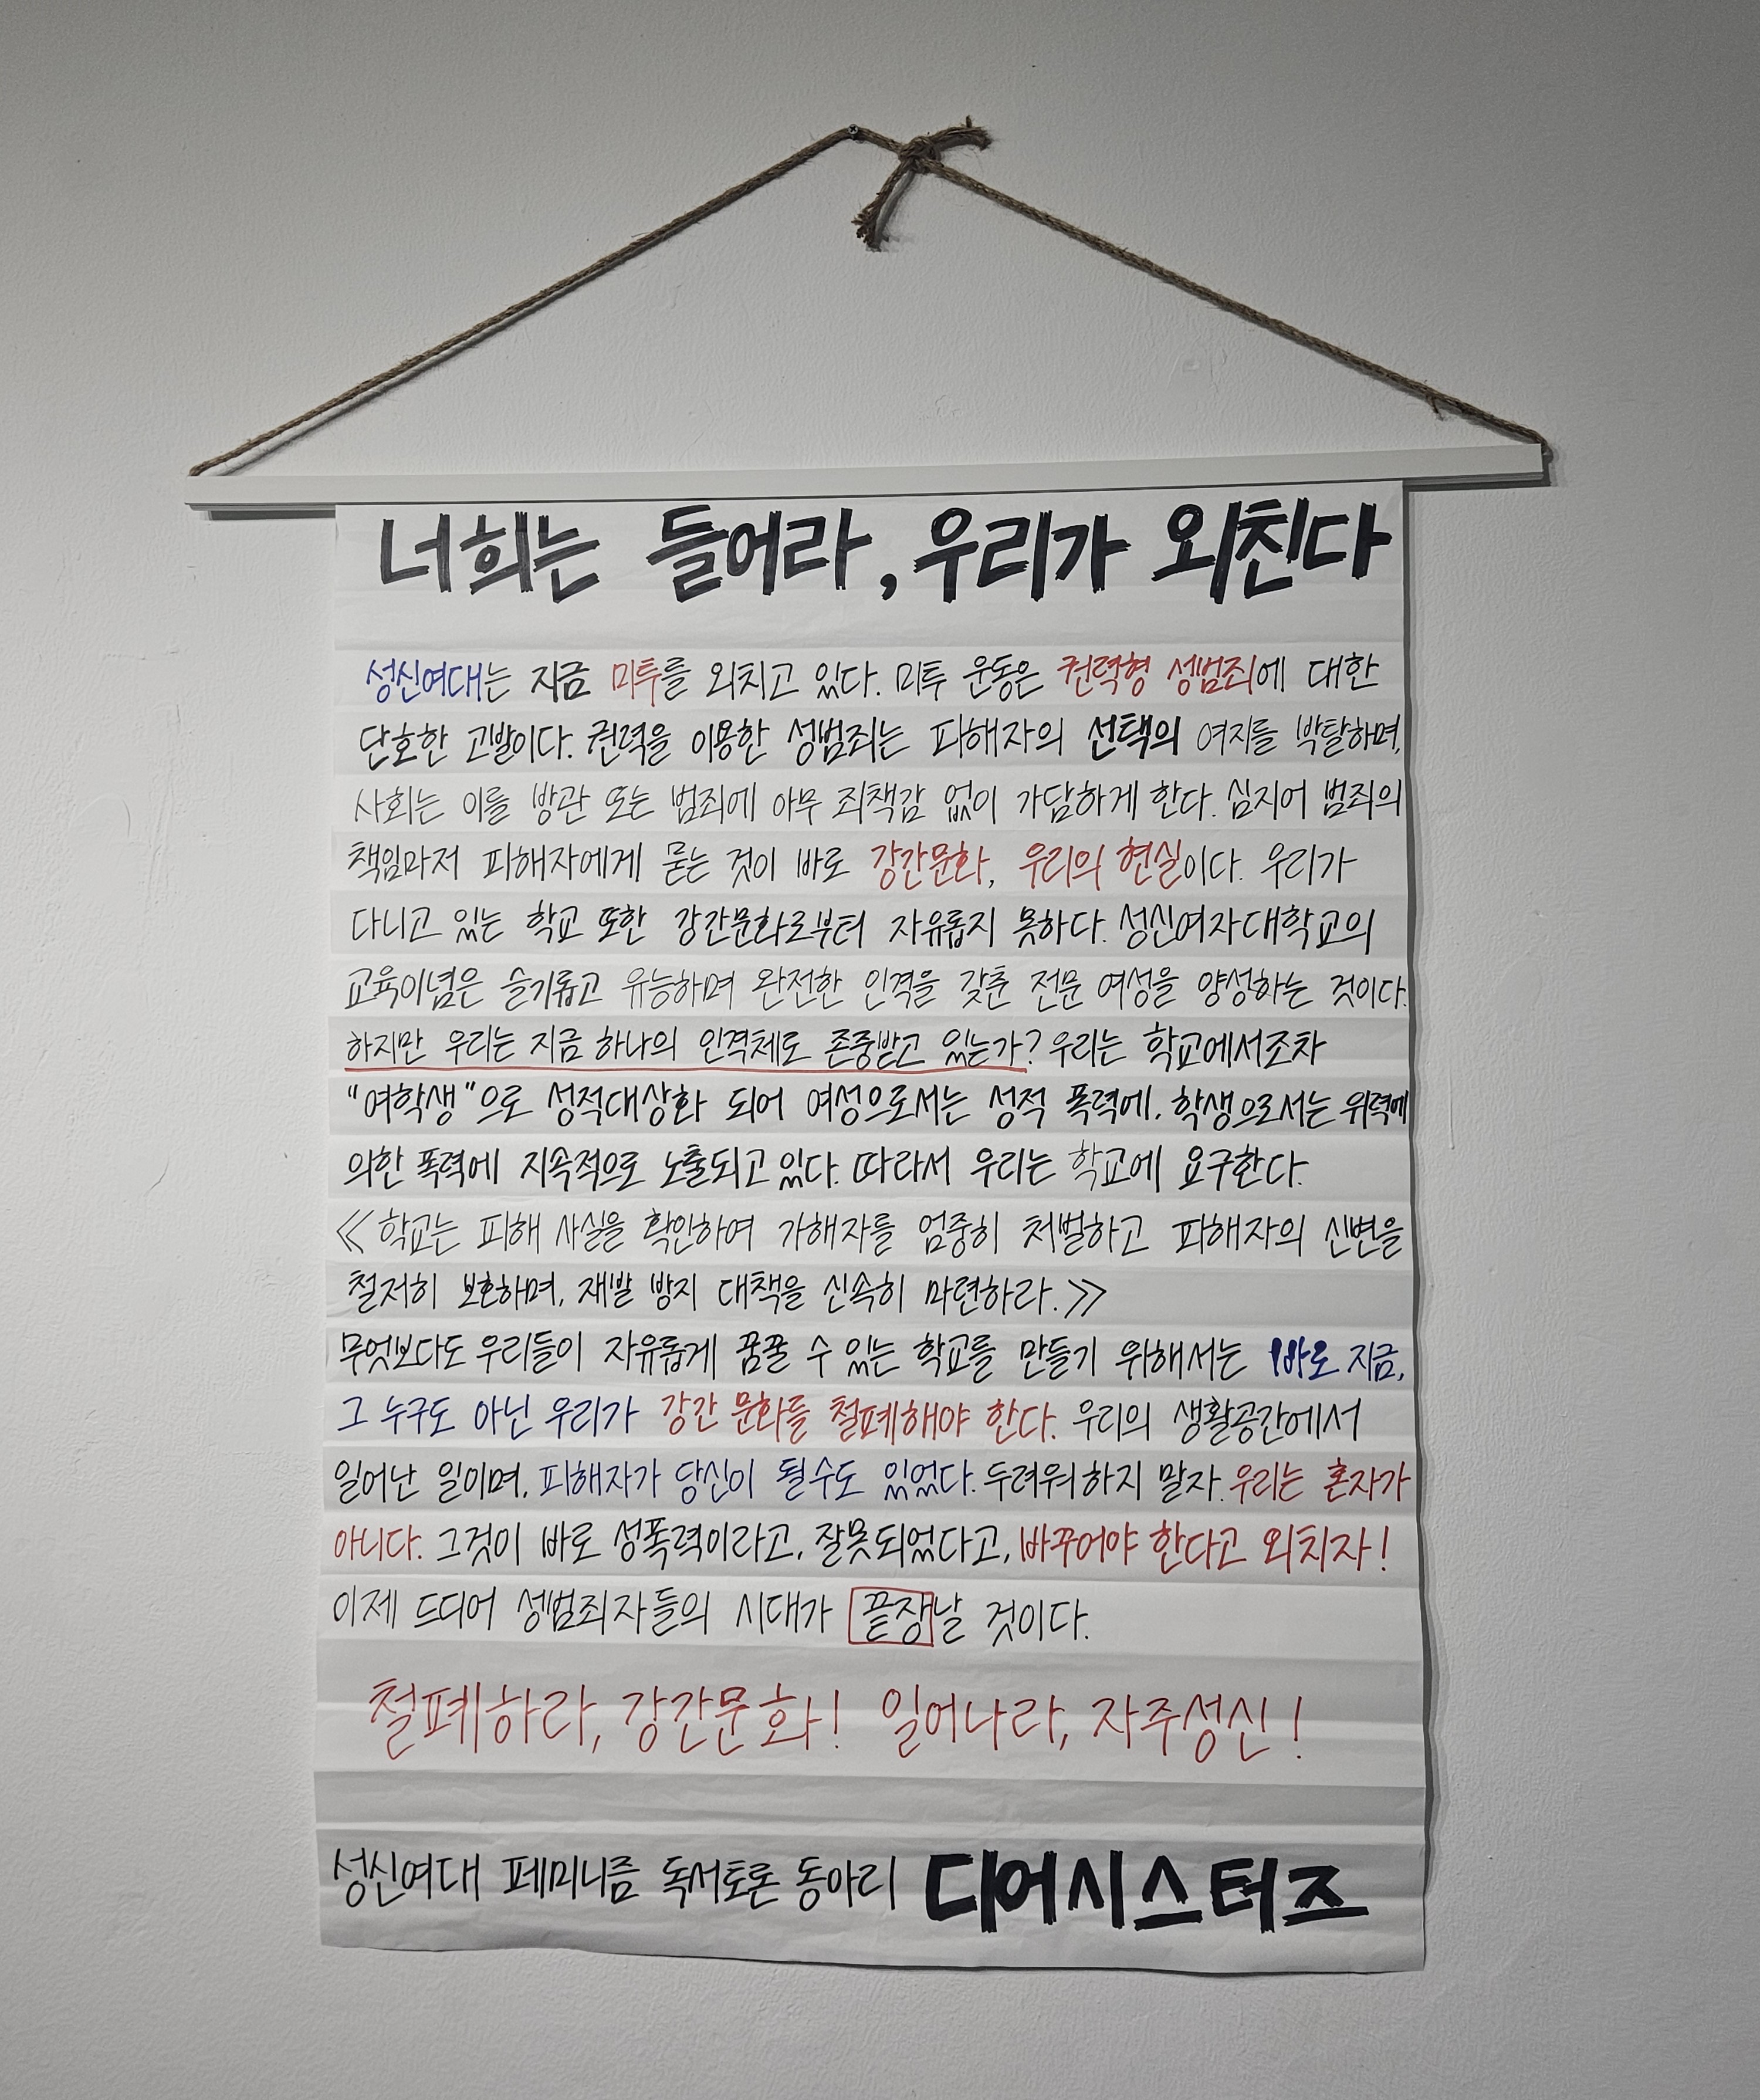 너희는 들어라, 우리가 외친다
성신여대는 지금 미투를 외치고 있다. 미투 운동은 권력형 성범죄에 대한
단호한 고발이다. 권력을 이용한 성범죄는 피해자의 선택의 여지를 박탈하며,
사회는 이를 방관 또는 범죄에 아무 죄책감 없이 가담하게 한다. 심지어 범죄의
책임마저 피해자에게 묻는 것이 바로 강간문화, 우리의 현실이다. 우리가
다니고 있는 학교 또한 강간문화로부터 자유롭지 못하다. 성신여자대학교의
교육이념은 슬기롭고 유능하며 완전한 인격을 갖춘 전문 여성을 양성하는 것이다.
하지만 우리는 지금 하나의 인격체로 존중받고 있는가? 우리는 학교에서조차
"여학생"으로 성적대상화 되어 여성으로서는 성적 폭력에, 학생으로서는 위력에
의한 폭력에 지속적으로 노출되고 있다. 따라서 우리는 학교에 요구한다.
≪학교는 피해 사실을 확인하여 가해자를 엄중히 처벌하고 피해자의 신변을
철저히 보호하며, 재발 방지 대책을 신속히 마련하라.≫
무엇보다도 우리들이 자유롭게 꿈꿀 수 있는 학교를 만들기 위해서는 바로 지금,
그 누구도 아닌 우리가 강간 문화를 철폐해야 한다. 우리의 생활공간에서
일어난 일이며, 피해자가 당신이 될수도 있었다. 두려워하지 말자. 우리는 혼자가
아니다. 그것이 바로 성폭력이라고, 잘못되었다고, 바꾸어야 한다고 외치자!
이제 드디어 성범죄자들의 시대가 끝장날 것이다.
철폐하라, 강간문화! 일어나라, 자주성신!
성신여대 페미니즘 독서토론 동아리 디어시스터즈